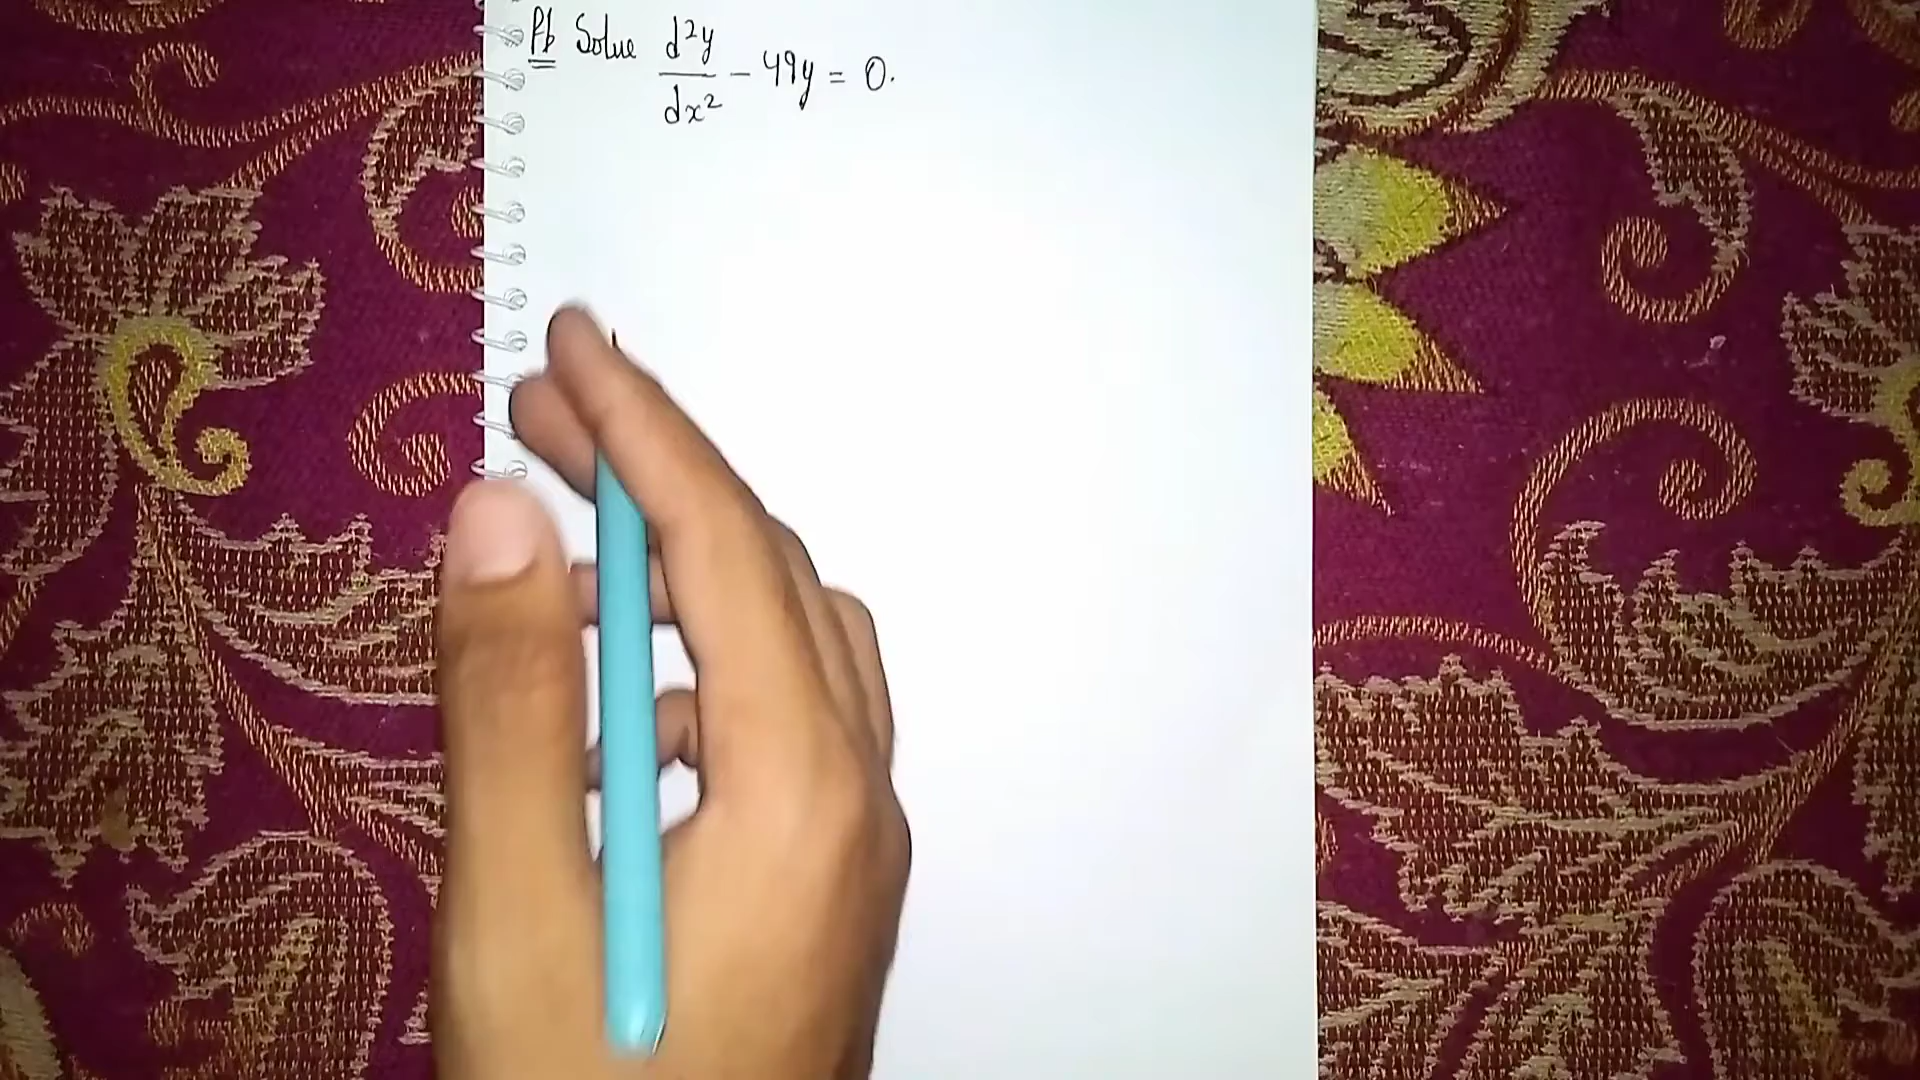 Pb Solve d²y/dx² - 49y = 0.